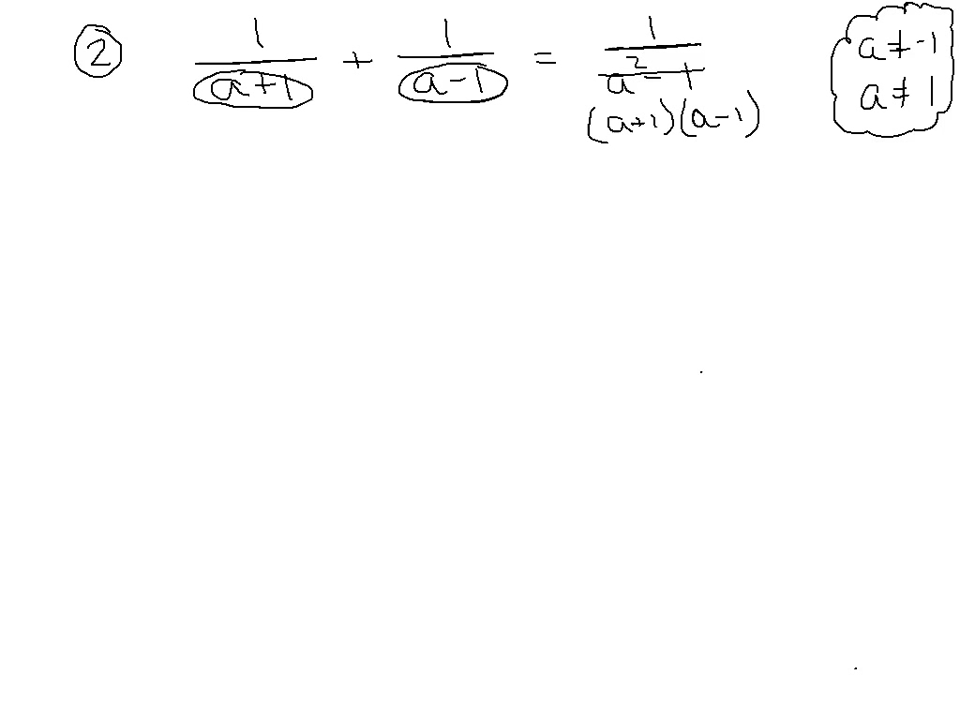 ② 1/(a+1) + 1/(a-1) = 1/(a²-1)
(a+1)(a-1)
a ≠ -1
a ≠ 1